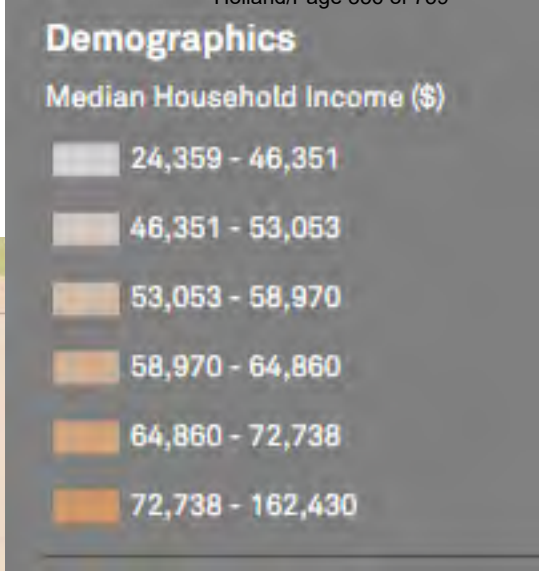 Demographics
Median Household Income ($)
24,359 - 46,351
46,351 - 53,053
53,053 - 58,970
58,970 - 64,860
64,860 - 72,738
72,738 - 162,430